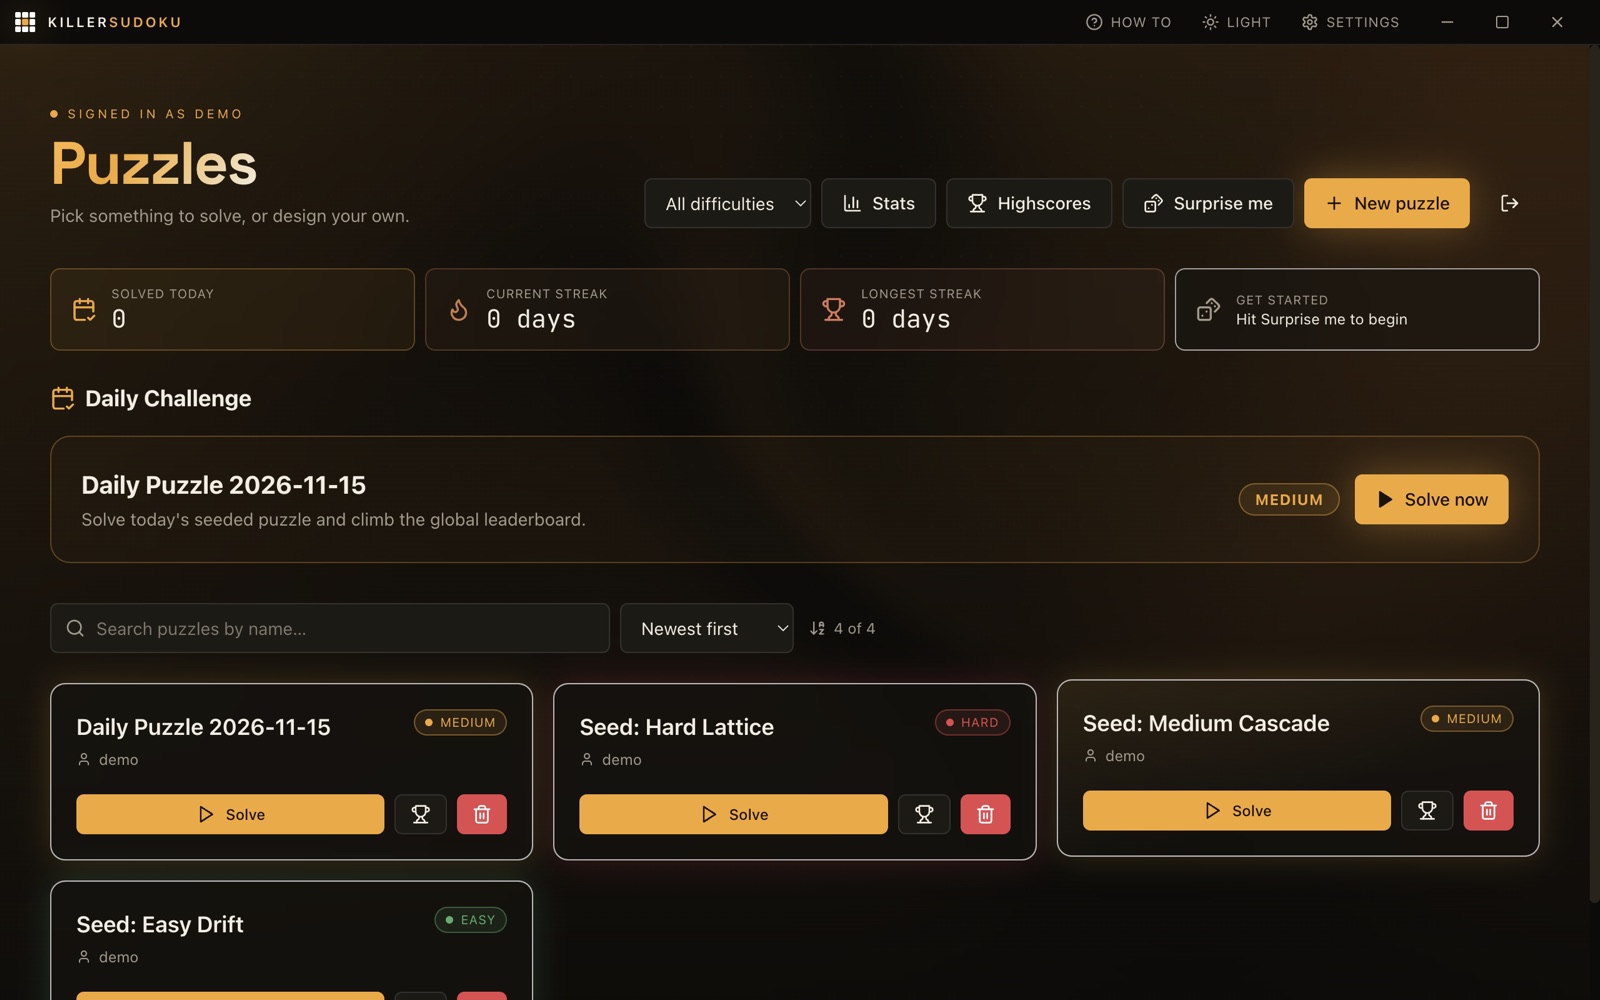 KILLERSUDOKU
HOW TO
LIGHT
SETTINGS
SIGNED IN AS DEMO
Puzzles
Pick something to solve, or design your own.
All difficulties
Stats
Highscores
Surprise me
New puzzle
SOLVED TODAY
0
CURRENT STREAK
0 days
LONGEST STREAK
0 days
GET STARTED
Hit Surprise me to begin
Daily Challenge
Daily Puzzle 2026-11-15
Solve today's seeded puzzle and climb the global leaderboard.
MEDIUM
Solve now
Search puzzles by name...
Newest first
4 of 4
Daily Puzzle 2026-11-15
MEDIUM
demo
Solve
Seed: Hard Lattice
HARD
demo
Solve
Seed: Medium Cascade
MEDIUM
demo
Solve
Seed: Easy Drift
EASY
demo